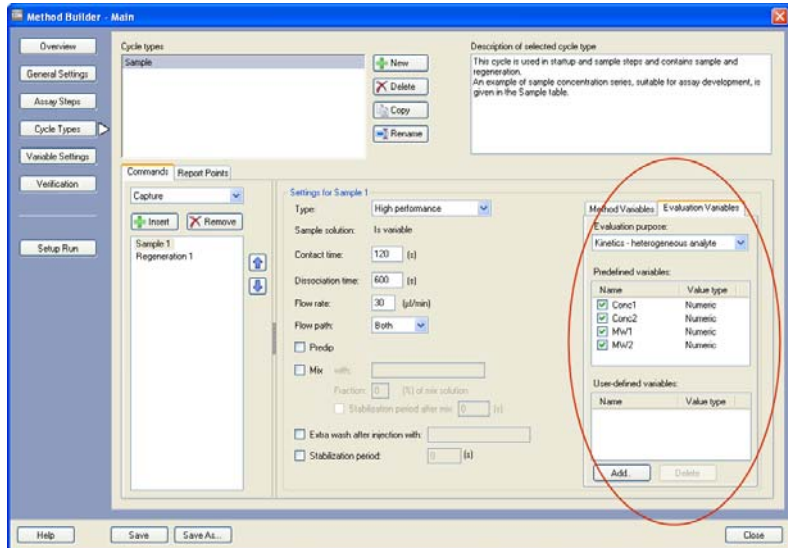 Method Builder - Main
Overview
General Settings
Assay Steps
Cycle Types
Variable Settings
Verification
Setup Run
Cycle types
Sample
New
Delete
Copy
Rename
Description of selected cycle type
This cycle is used in startup and sample steps and contains sample and
regeneration.
An example of sample concentration series, suitable for assay development, is
given in the Sample table.
Commands Report Points
Capture
Insert Remove
Sample 1
Regeneration 1
Settings for Sample 1
Type: High performance
Sample solution: Is variable
Contact time: 120 (s)
Dissociation time: 600 (s)
Flow rate: 30 (µl/min)
Flow path: Both
Predip
Mix with:
Fraction: 0 (%) of mix solution
Stabilization period after mix: 0 (s)
Extra wash after injection with:
Stabilization period: 0 (s)
Method Variables Evaluation Variables
Evaluation purpose:
Kinetics - heterogeneous analyte
Predefined variables:
Name Value type
Conc1 Numeric
Conc2 Numeric
MW1 Numeric
MW2 Numeric
User-defined variables:
Name Value type
Add.. Delete
Help Save Save As... Close